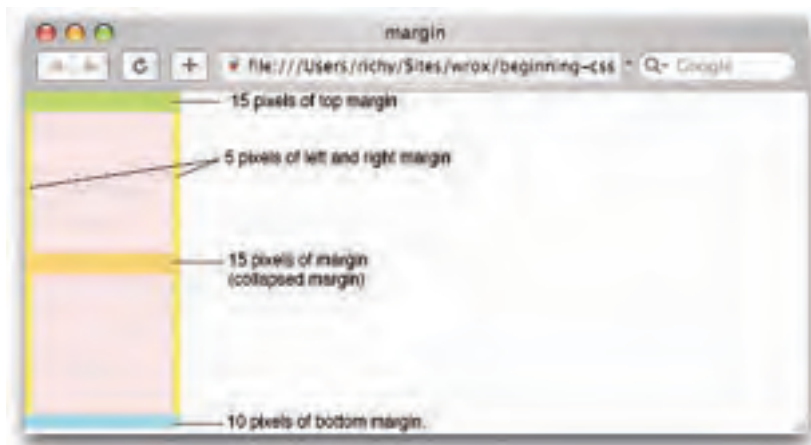 margin
file:///Users/richy/Sites/wrox/beginning-css
Google
15 pixels of top margin
5 pixels of left and right margin
15 pixels of margin
(collapsed margin)
10 pixels of bottom margin.